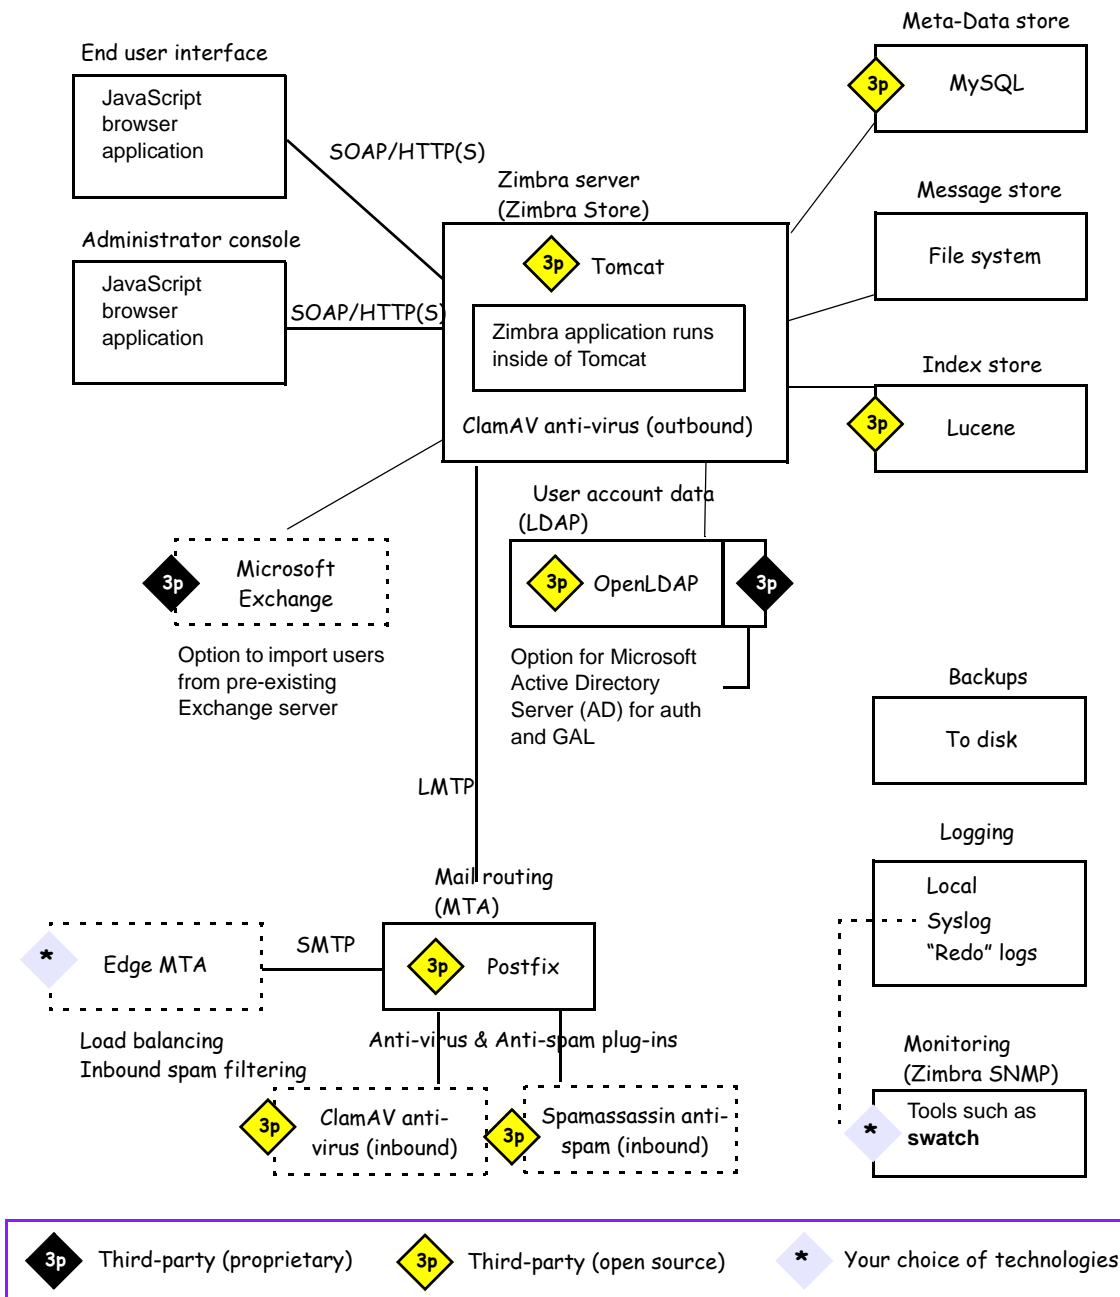 Meta-Data store
3p
MySQL
End user interface
JavaScript
browser
application
SOAP/HTTP(S)
Zimbra server
(Zimbra Store)
Message store
File system
Administrator console
JavaScript
browser
application
SOAP/HTTP(S)
3p
Tomcat
Zimbra application runs
inside of Tomcat
ClamAV anti-virus (outbound)
Index store
3p
Lucene
User account data
(LDAP)
3p
Microsoft
Exchange
Option to import users
from pre-existing
Exchange server
3p
OpenLDAP
3p
Option for Microsoft
Active Directory
Server (AD) for auth
and GAL
Backups
To disk
LMTP
Logging
Local
Syslog
“Redo” logs
Mail routing
(MTA)
3p
Postfix
SMTP
*
Edge MTA
Load balancing
Inbound spam filtering
Anti-virus & Anti-spam plug-ins
3p
ClamAV anti-
virus (inbound)
3p
Spamassassin anti-
spam (inbound)
Monitoring
(Zimbra SNMP)
*
Tools such as
swatch
3p
Third-party (proprietary)
3p
Third-party (open source)
*
Your choice of technologies